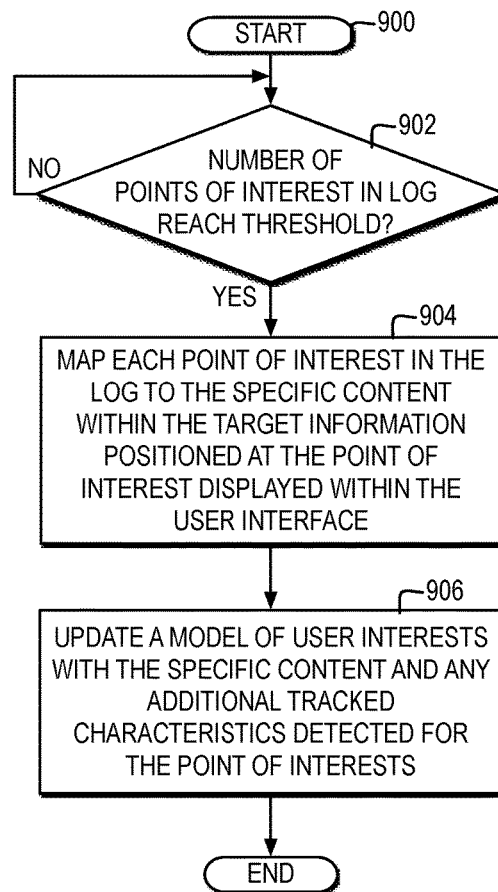 START
900
902
NO
NUMBER OF
POINTS OF INTEREST IN LOG
REACH THRESHOLD?
YES
904
MAP EACH POINT OF INTEREST IN THE
LOG TO THE SPECIFIC CONTENT
WITHIN THE TARGET INFORMATION
POSITIONED AT THE POINT OF
INTEREST DISPLAYED WITHIN THE
USER INTERFACE
906
UPDATE A MODEL OF USER INTERESTS
WITH THE SPECIFIC CONTENT AND ANY
ADDITIONAL TRACKED
CHARACTERISTICS DETECTED FOR
THE POINT OF INTERESTS
END